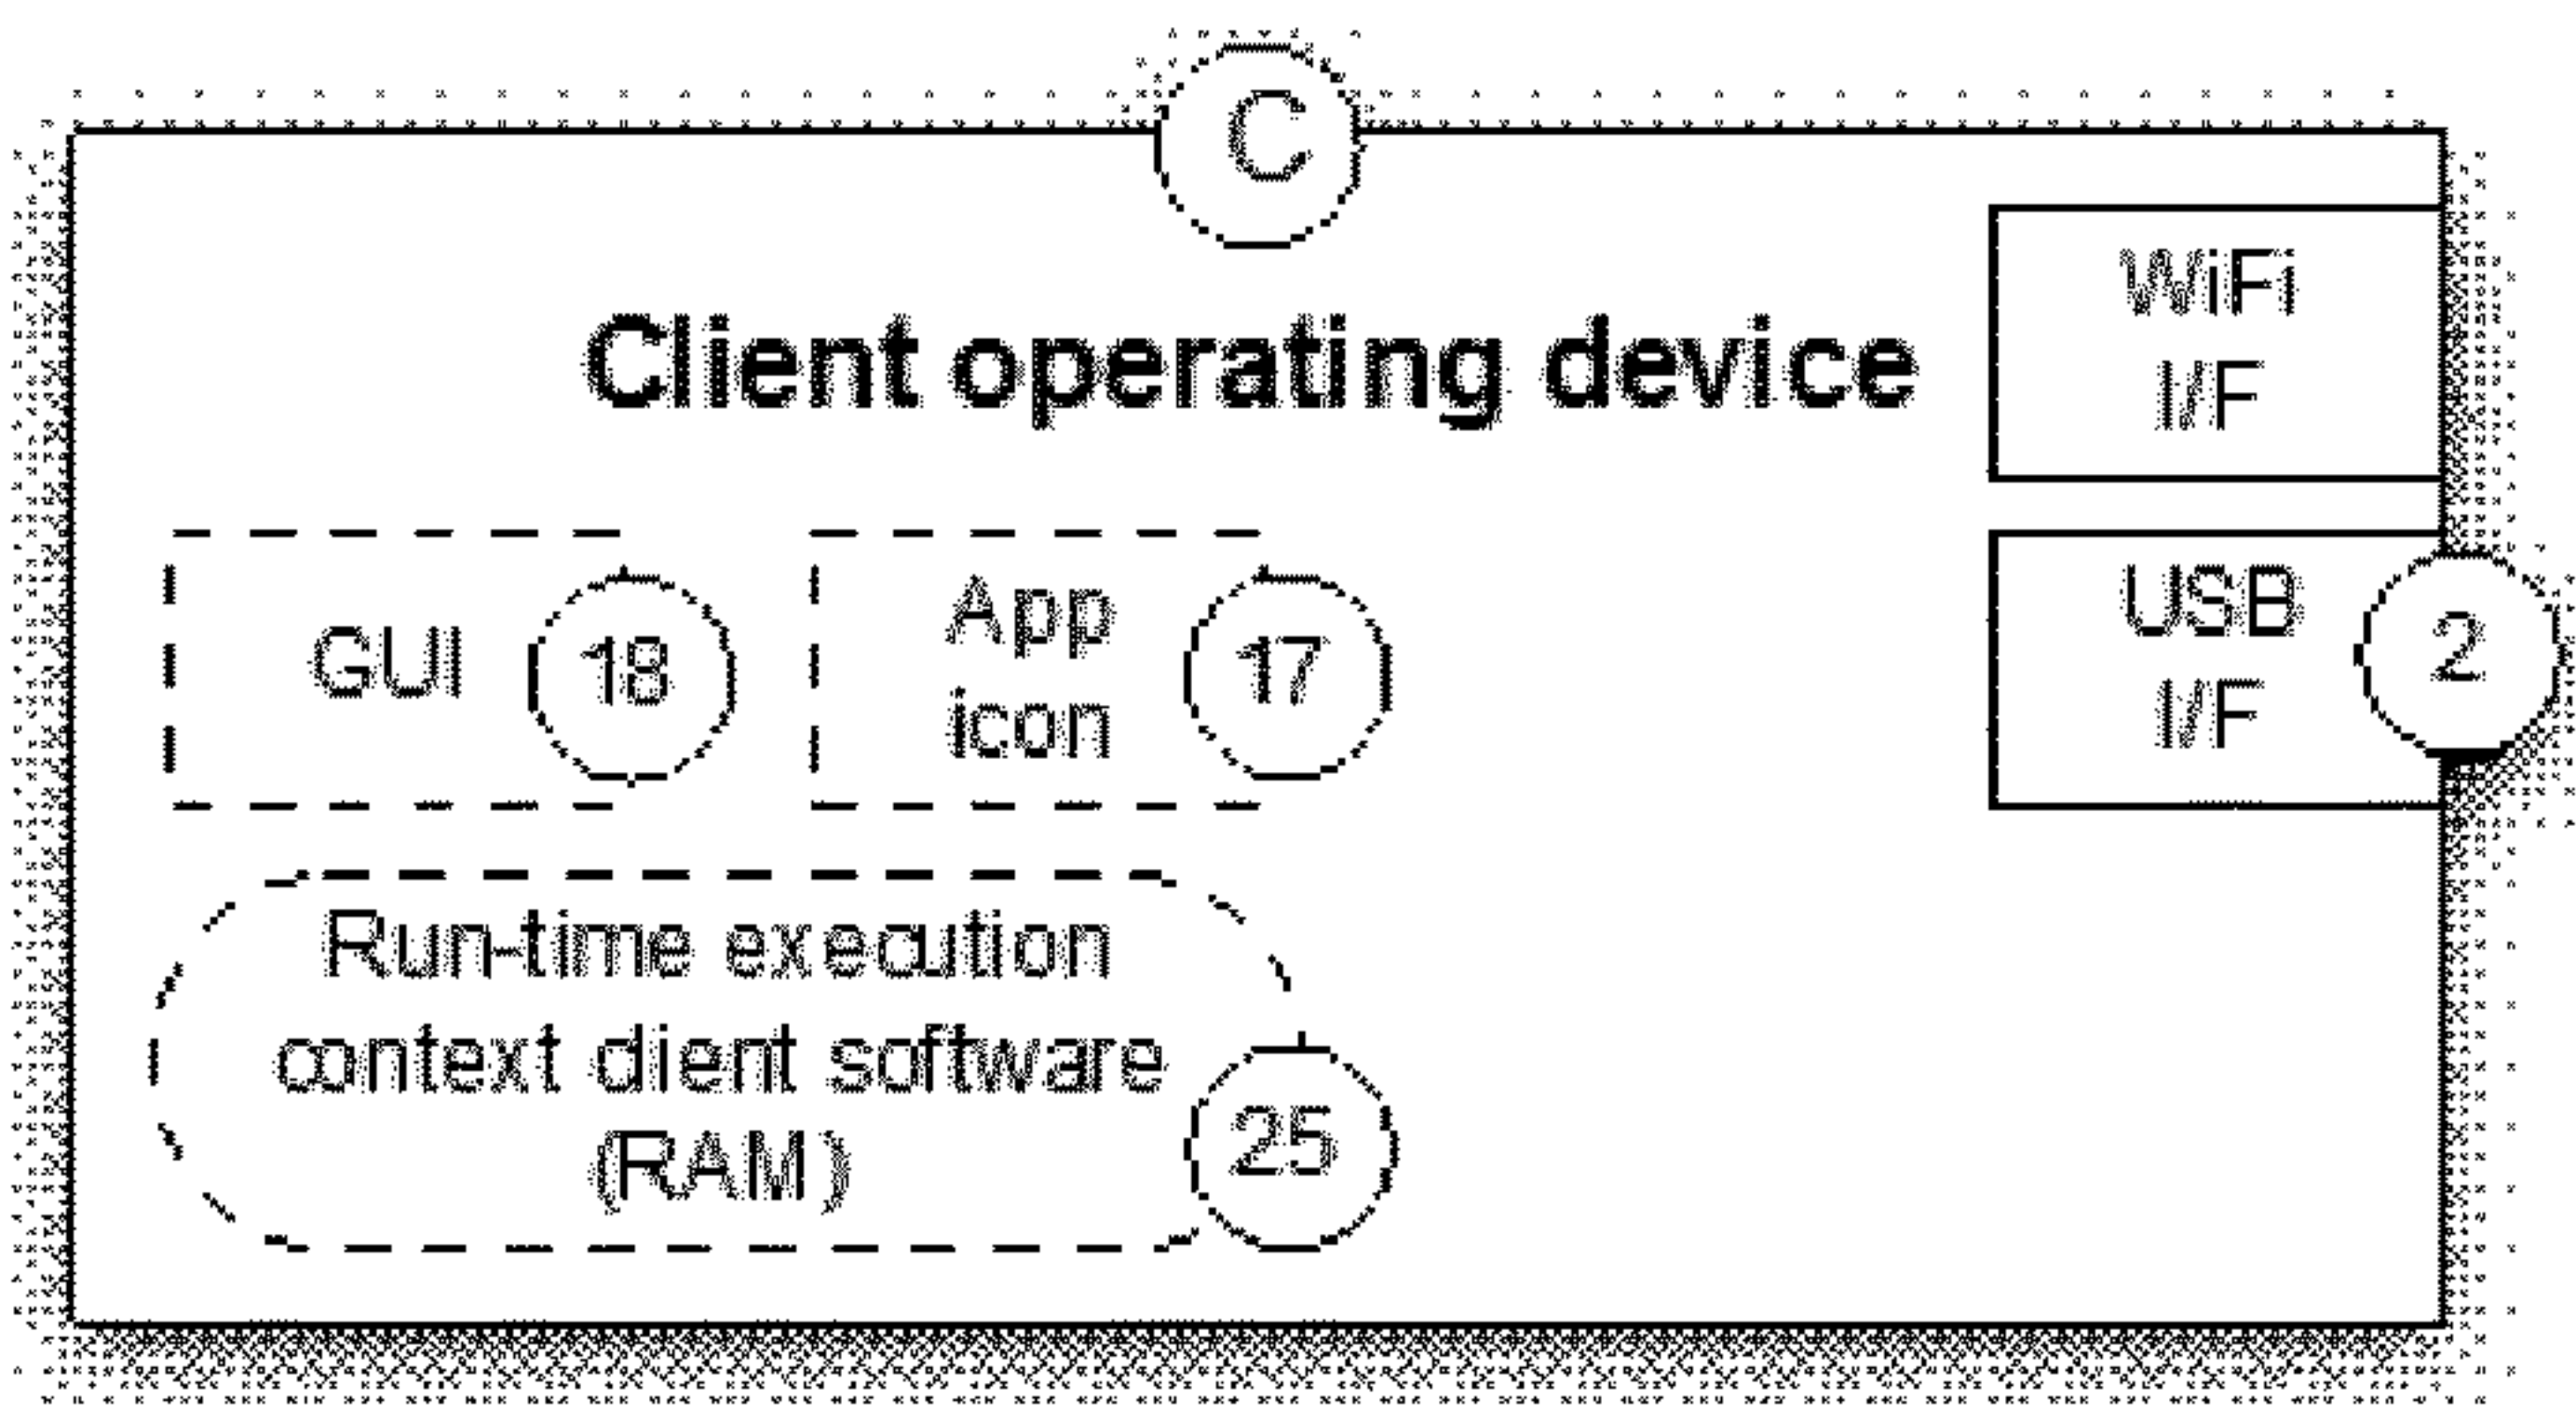 C
Client operating device
WiFi
I/F
GUI
18
App
icon
17
USB
I/F
2
Run-time execution
context client software
(RAM)
25